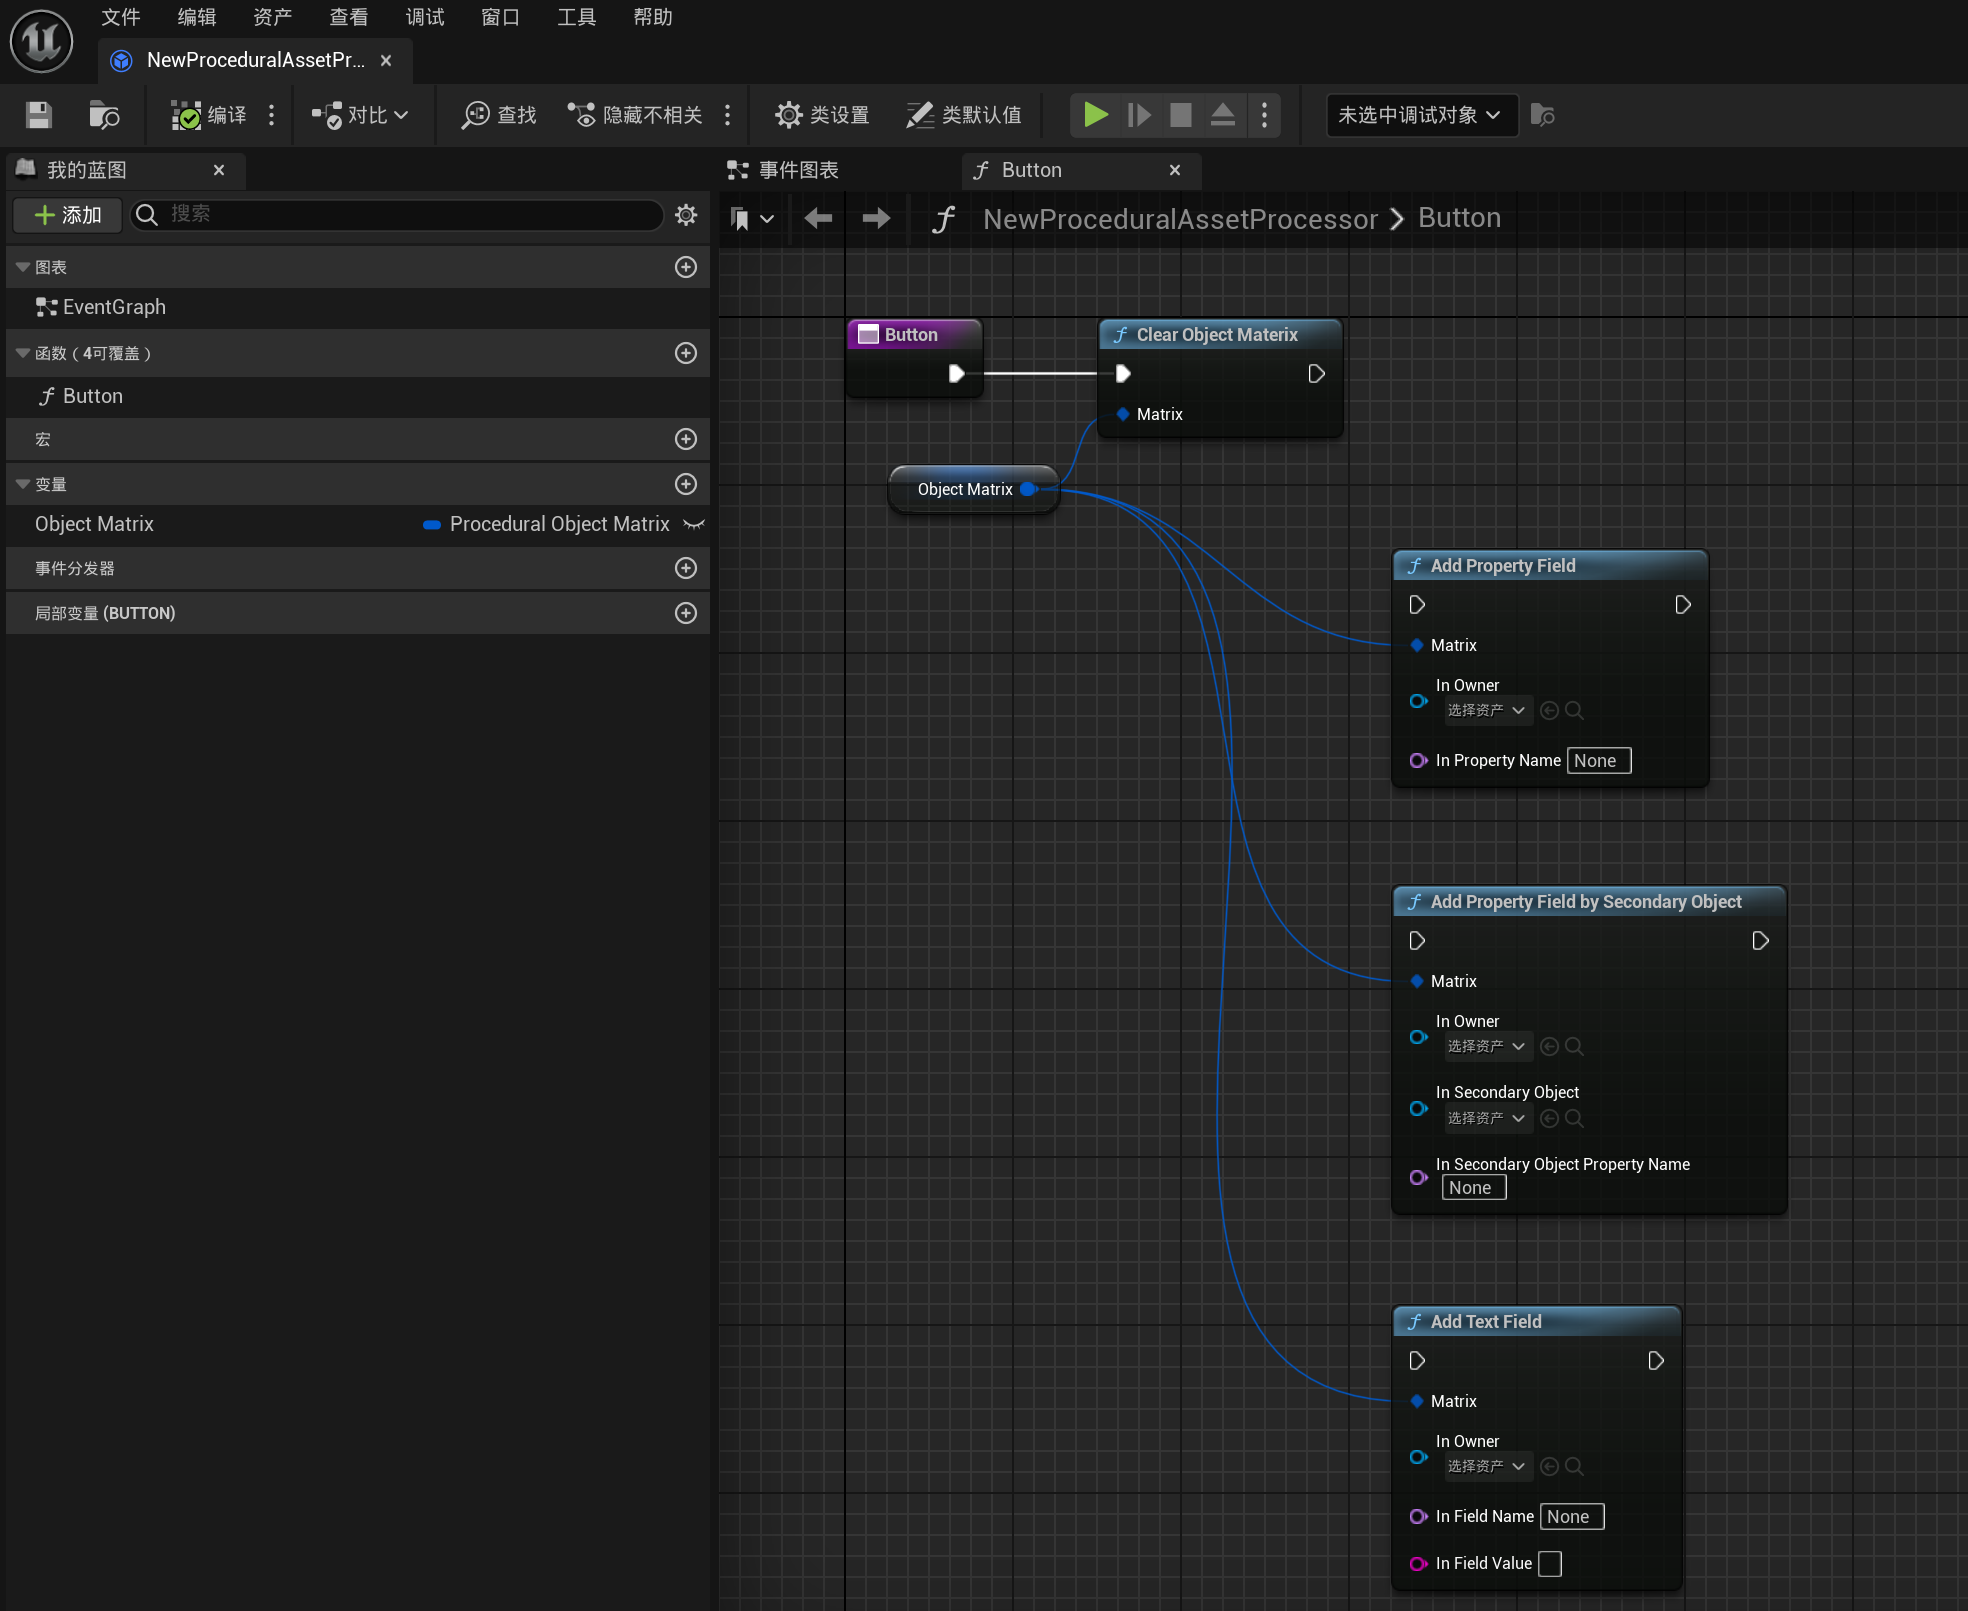 文件 编辑 资产 查看 调试 窗口 工具 帮助
NewProceduralAssetPr...
编译 对比 查找 隐藏不相关 类设置 类默认值 未选中调试对象
我的蓝图
添加 搜索
图表
EventGraph
函数（4可覆盖）
Button
宏
变量
Object Matrix Procedural Object Matrix
事件分发器
局部变量 (BUTTON)
事件图表 Button
NewProceduralAssetProcessor Button
Button
Clear Object Materix
Matrix
Object Matrix
Add Property Field
Matrix
In Owner
选择资产
In Property Name None
Add Property Field by Secondary Object
Matrix
In Owner
选择资产
In Secondary Object
选择资产
In Secondary Object Property Name
None
Add Text Field
Matrix
In Owner
选择资产
In Field Name None
In Field Value